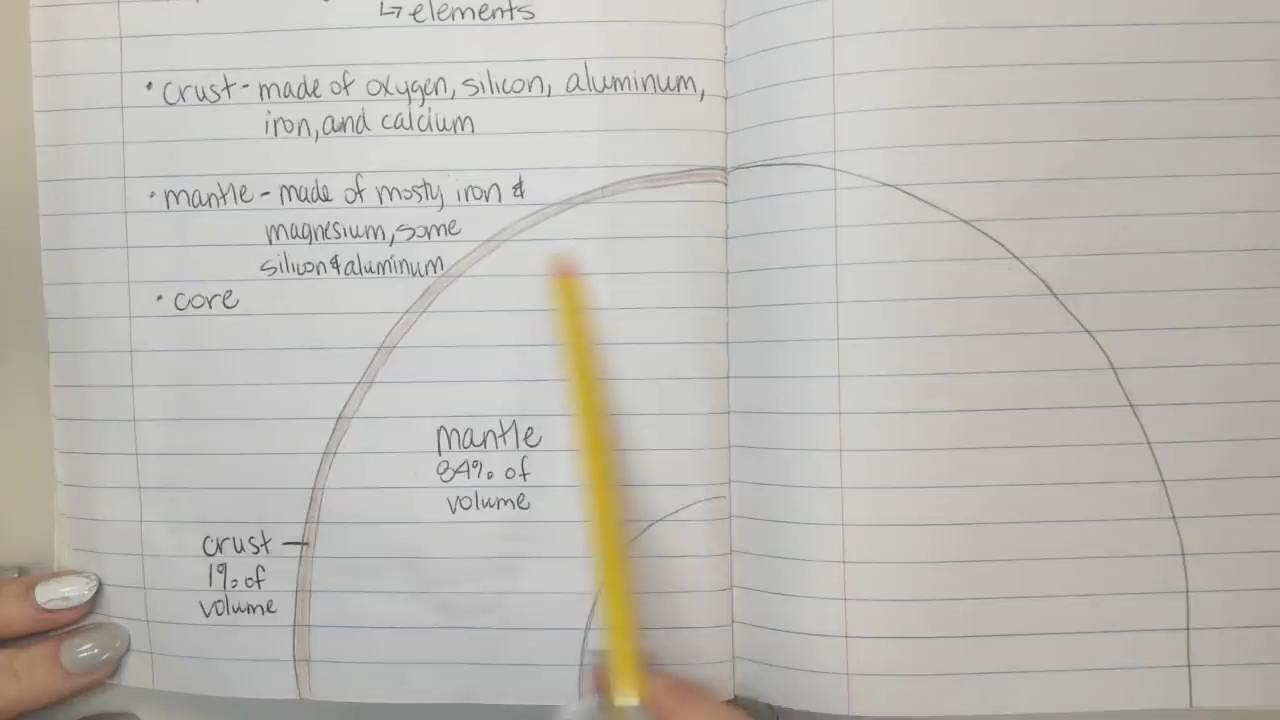 ↳ elements
• crust - made of oxygen, silicon, aluminum,
iron, and calcium
• mantle - made of mosty iron &
magnesium, some
silicon & aluminum
• core
mantle
84% of
volume
crust
1% of
volume